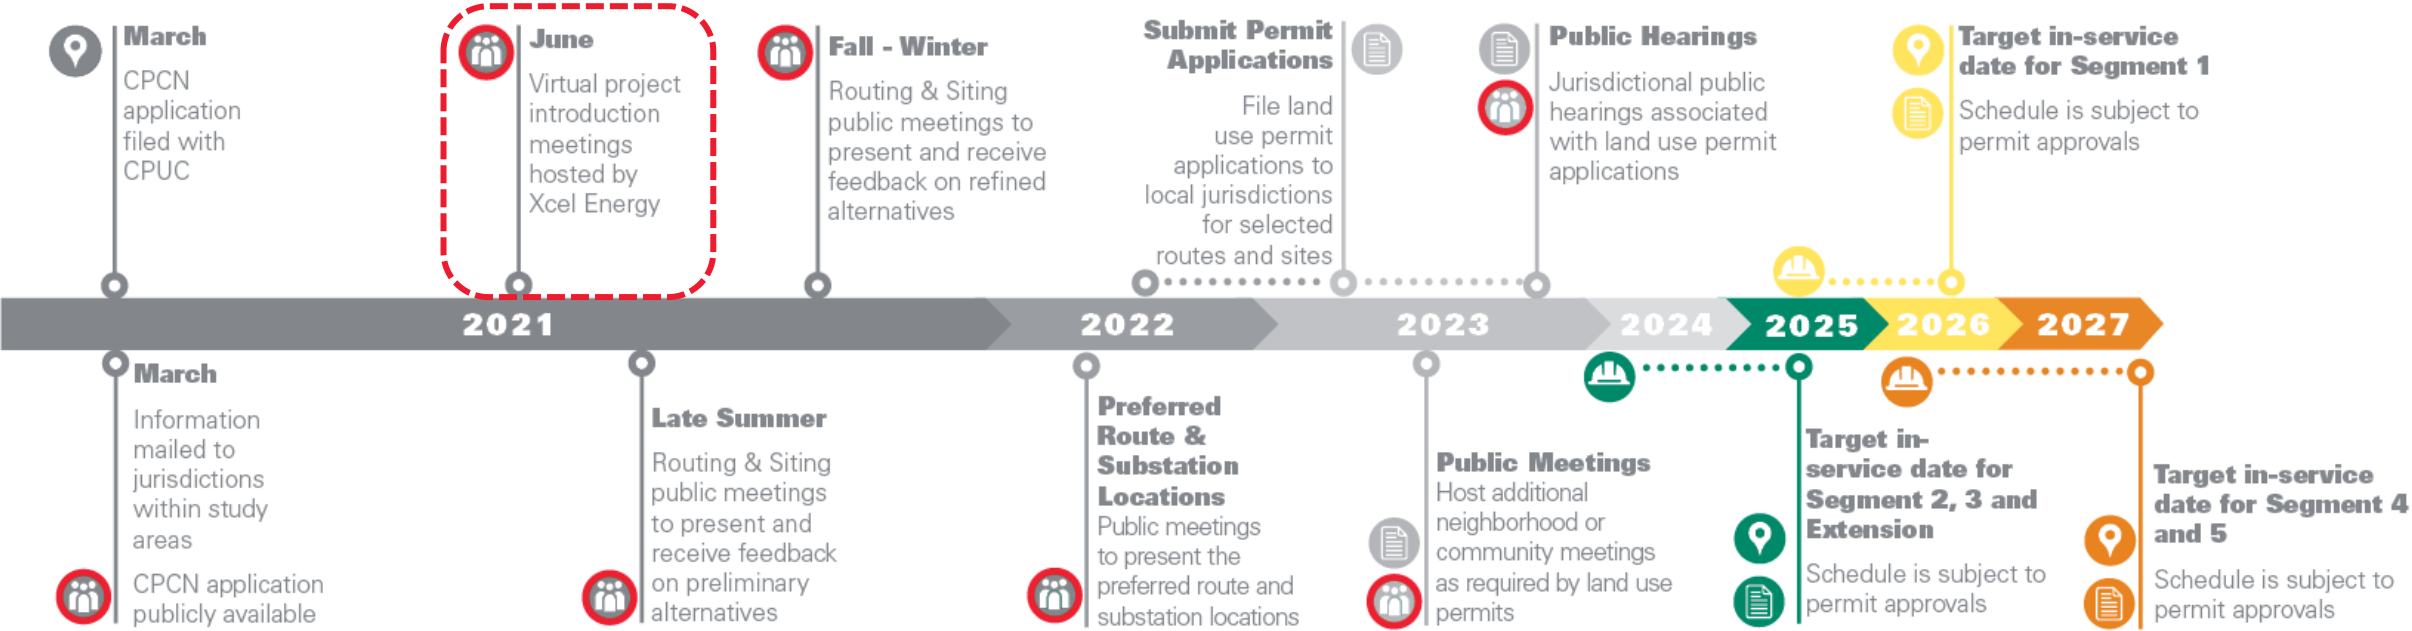 March
CPCN
application
filed with
CPUC
June
Virtual project
introduction
meetings
hosted by
Xcel Energy
Fall - Winter
Routing & Siting
public meetings to
present and receive
feedback on refined
alternatives
Submit Permit
Applications
File land
use permit
applications to
local jurisdictions
for selected
routes and sites
Public Hearings
Jurisdictional public
hearings associated
with land use permit
applications
Target in-service
date for Segment 1
Schedule is subject to
permit approvals
2021
2022
2023
2024
2025
2026
2027
March
Information
mailed to
jurisdictions
within study
areas
CPCN application
publicly available
Late Summer
Routing & Siting
public meetings
to present and
receive feedback
on preliminary
alternatives
Preferred
Route &
Substation
Locations
Public meetings
to present the
preferred route and
substation locations
Public Meetings
Host additional
neighborhood or
community meetings
as required by land use
permits
Target in-
service date for
Segment 2, 3 and
Extension
Schedule is subject to
permit approvals
Target in-service
date for Segment 4
and 5
Schedule is subject to
permit approvals